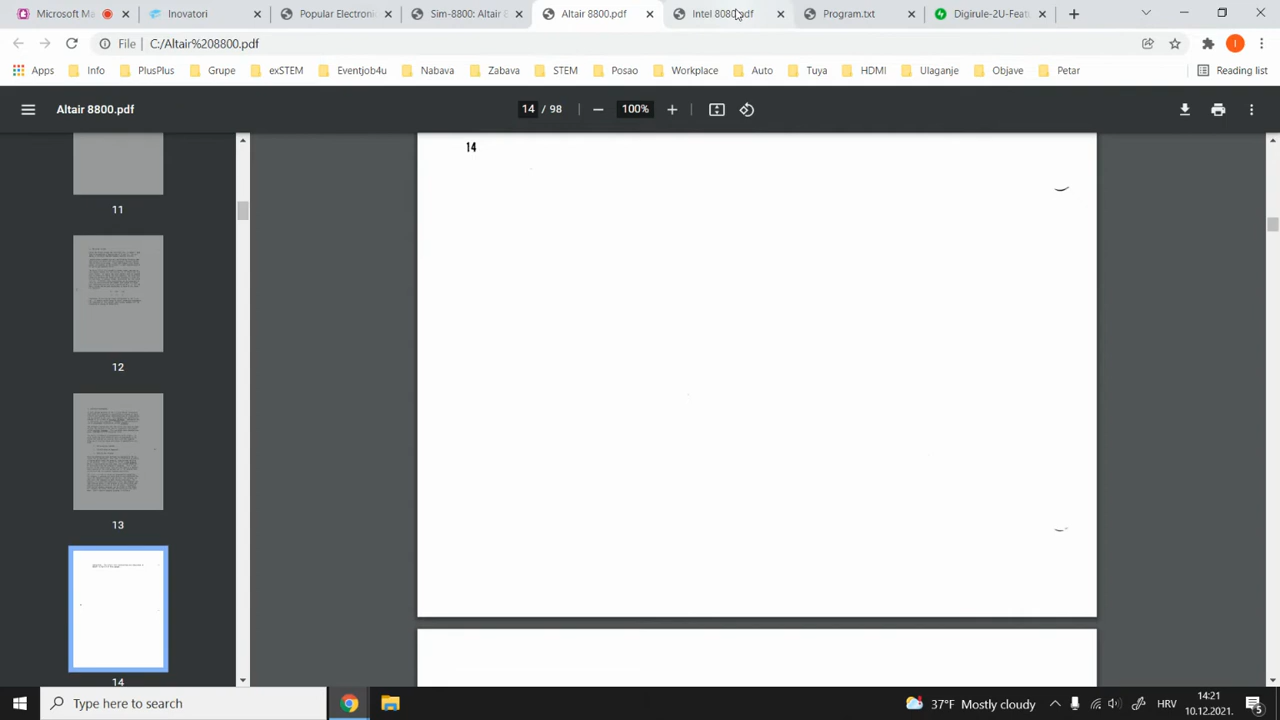 Microsoft Ma
Inovatori
Popular Electroni
Sim-8800: Altair 8
Altair 8800.pdf
Intel 8080.pdf
Program.txt
Digirule-2U-Feat
File
C:/Altair%208800.pdf
I
Apps
Info
PlusPlus
Grupe
exSTEM
Eventjob4u
Nabava
Zabava
STEM
Posao
Workplace
Auto
Tuya
HDMI
Ulaganje
Objave
Petar
Reading list
Altair 8800.pdf
14 / 98
100%
14
11
12
13
14
Type here to search
37°F Mostly cloudy
HRV
14:21
10.12.2021.
5